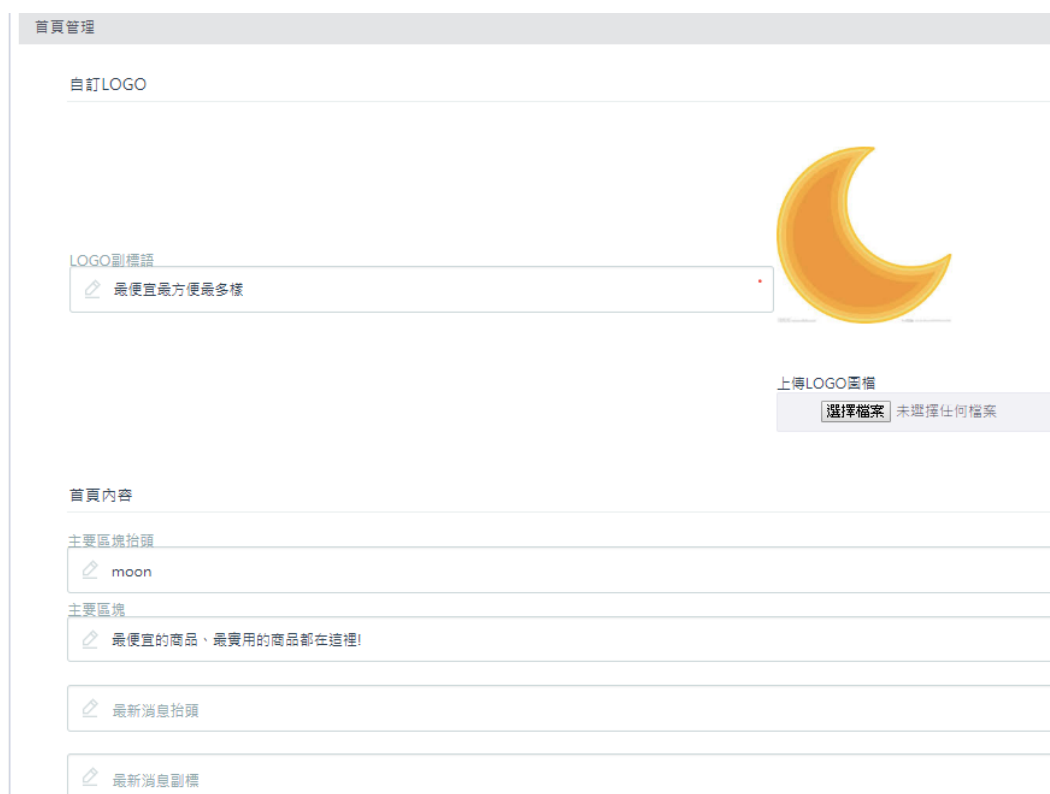 首頁管理
自訂LOGO
LOGO副標語
最便宜最方便最多樣
*
上傳LOGO圖檔
選擇檔案 未選擇任何檔案
首頁內容
主要區塊抬頭
moon
主要區塊
最便宜的商品、最實用的商品都在這裡!
最新消息抬頭
最新消息副標